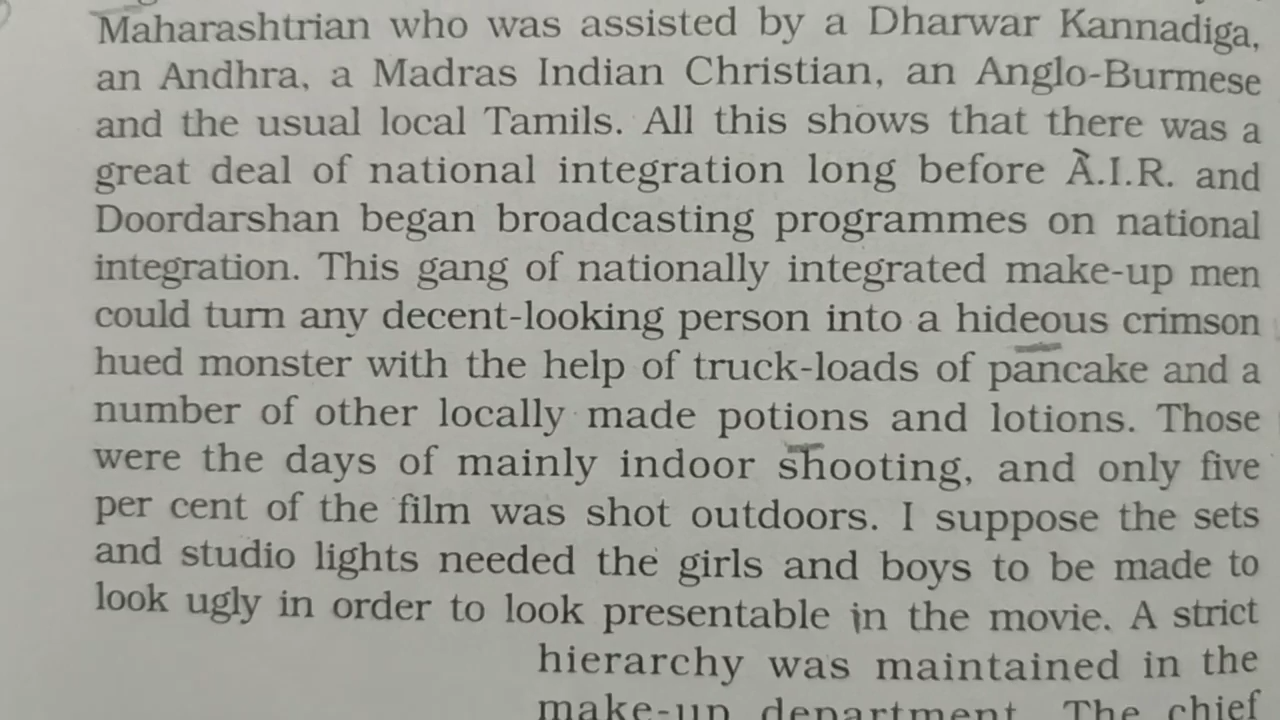 Maharashtrian who was assisted by a Dharwar Kannadiga,
an Andhra, a Madras Indian Christian, an Anglo-Burmese
and the usual local Tamils. All this shows that there was a
great deal of national integration long before A.I.R. and
Doordarshan began broadcasting programmes on national
integration. This gang of nationally integrated make-up men
could turn any decent-looking person into a hideous crimson
hued monster with the help of truck-loads of pancake and a
number of other locally made potions and lotions. Those
were the days of mainly indoor shooting, and only five
per cent of the film was shot outdoors. I suppose the sets
and studio lights needed the girls and boys to be made to
look ugly in order to look presentable in the movie. A strict
hierarchy was maintained in the
make-up department. The chief